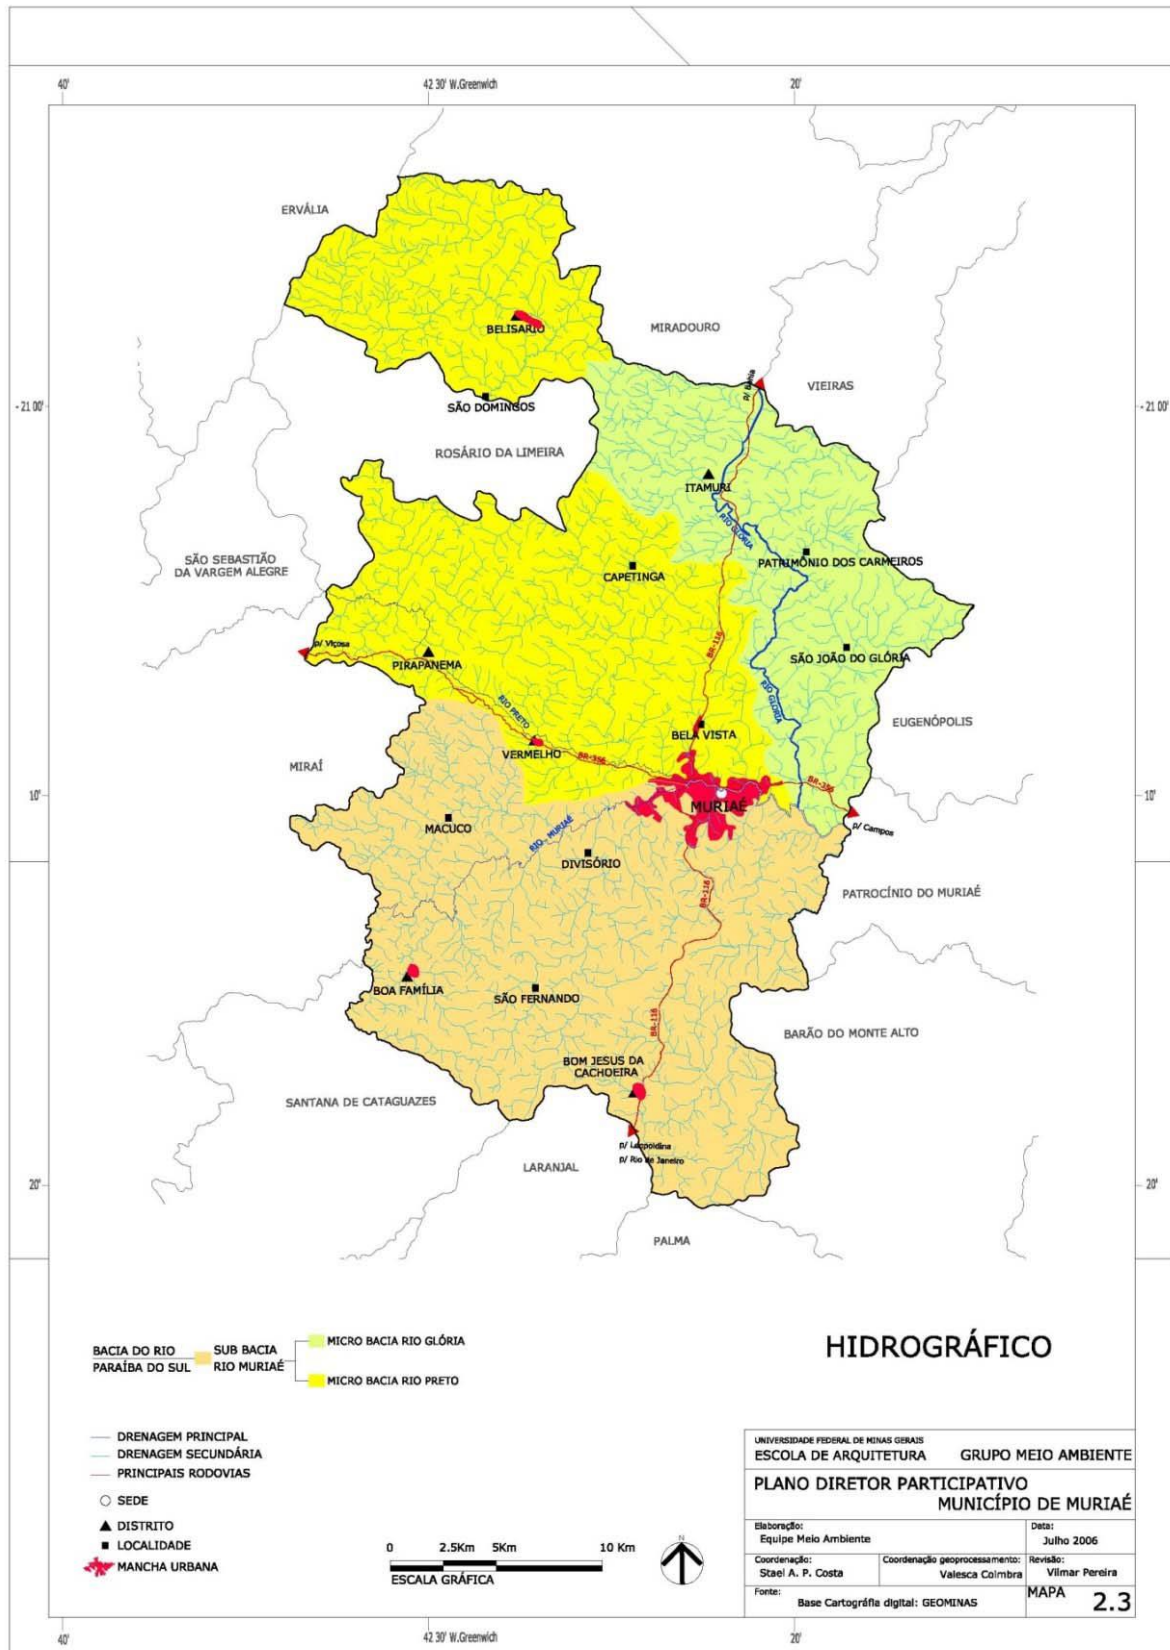 40'
42 30' W.Greenwich
20'
ERVÁLIA
BELISARIO
MIRADOURO
p/ Bahia
VIEIRAS
- 21 00'
SÃO DOMINGOS
- 21 00'
ROSÁRIO DA LIMEIRA
ITAMURI
RIO GLORIA
SÃO SEBASTIÃO
DA VARGEM ALEGRE
CAPETINGA
PATRIMÔNIO DOS CARMEIROS
p/ Viçosa
PIRAPANEMA
BR-116
SÃO JOÃO DO GLÓRIA
RIO PRETO
RIO GLORIA
EUGENÓPOLIS
BELA VISTA
VERMELHO
BR-356
MIRAÍ
BR-356
10'
10'
MURIAÉ
MACUCO
RIO MURIAÉ
p/ Campos
DIVISÓRIO
BR-116
PATROCÍNIO DO MURIAÉ
BOA FAMÍLIA
SÃO FERNANDO
BR-116
BARÃO DO MONTE ALTO
BOM JESUS DA
CACHOEIRA
SANTANA DE CATAGUAZES
p/ Leopoldina
p/ Rio de Janeiro
LARANJAL
20'
20'
PALMA
HIDROGRÁFICO
BACIA DO RIO
PARAÍBA DO SUL
SUB BACIA
RIO MURIAÉ
MICRO BACIA RIO GLÓRIA
MICRO BACIA RIO PRETO
DRENAGEM PRINCIPAL
DRENAGEM SECUNDÁRIA
PRINCIPAIS RODOVIAS
SEDE
DISTRITO
LOCALIDADE
MANCHA URBANA
0 2.5Km 5Km 10 Km
ESCALA GRÁFICA
N
UNIVERSIDADE FEDERAL DE MINAS GERAIS
ESCOLA DE ARQUITETURA GRUPO MEIO AMBIENTE
PLANO DIRETOR PARTICIPATIVO
MUNICÍPIO DE MURIAÉ
Elaboração:
Equipe Meio Ambiente
Data:
Julho 2006
Coordenação:
Stael A. P. Costa
Coordenação geoprocessamento:
Valesca Coimbra
Revisão:
Vilmar Pereira
Fonte:
Base Cartográfia digital: GEOMINAS
MAPA 2.3
40'
42 30' W.Greenwich
20'